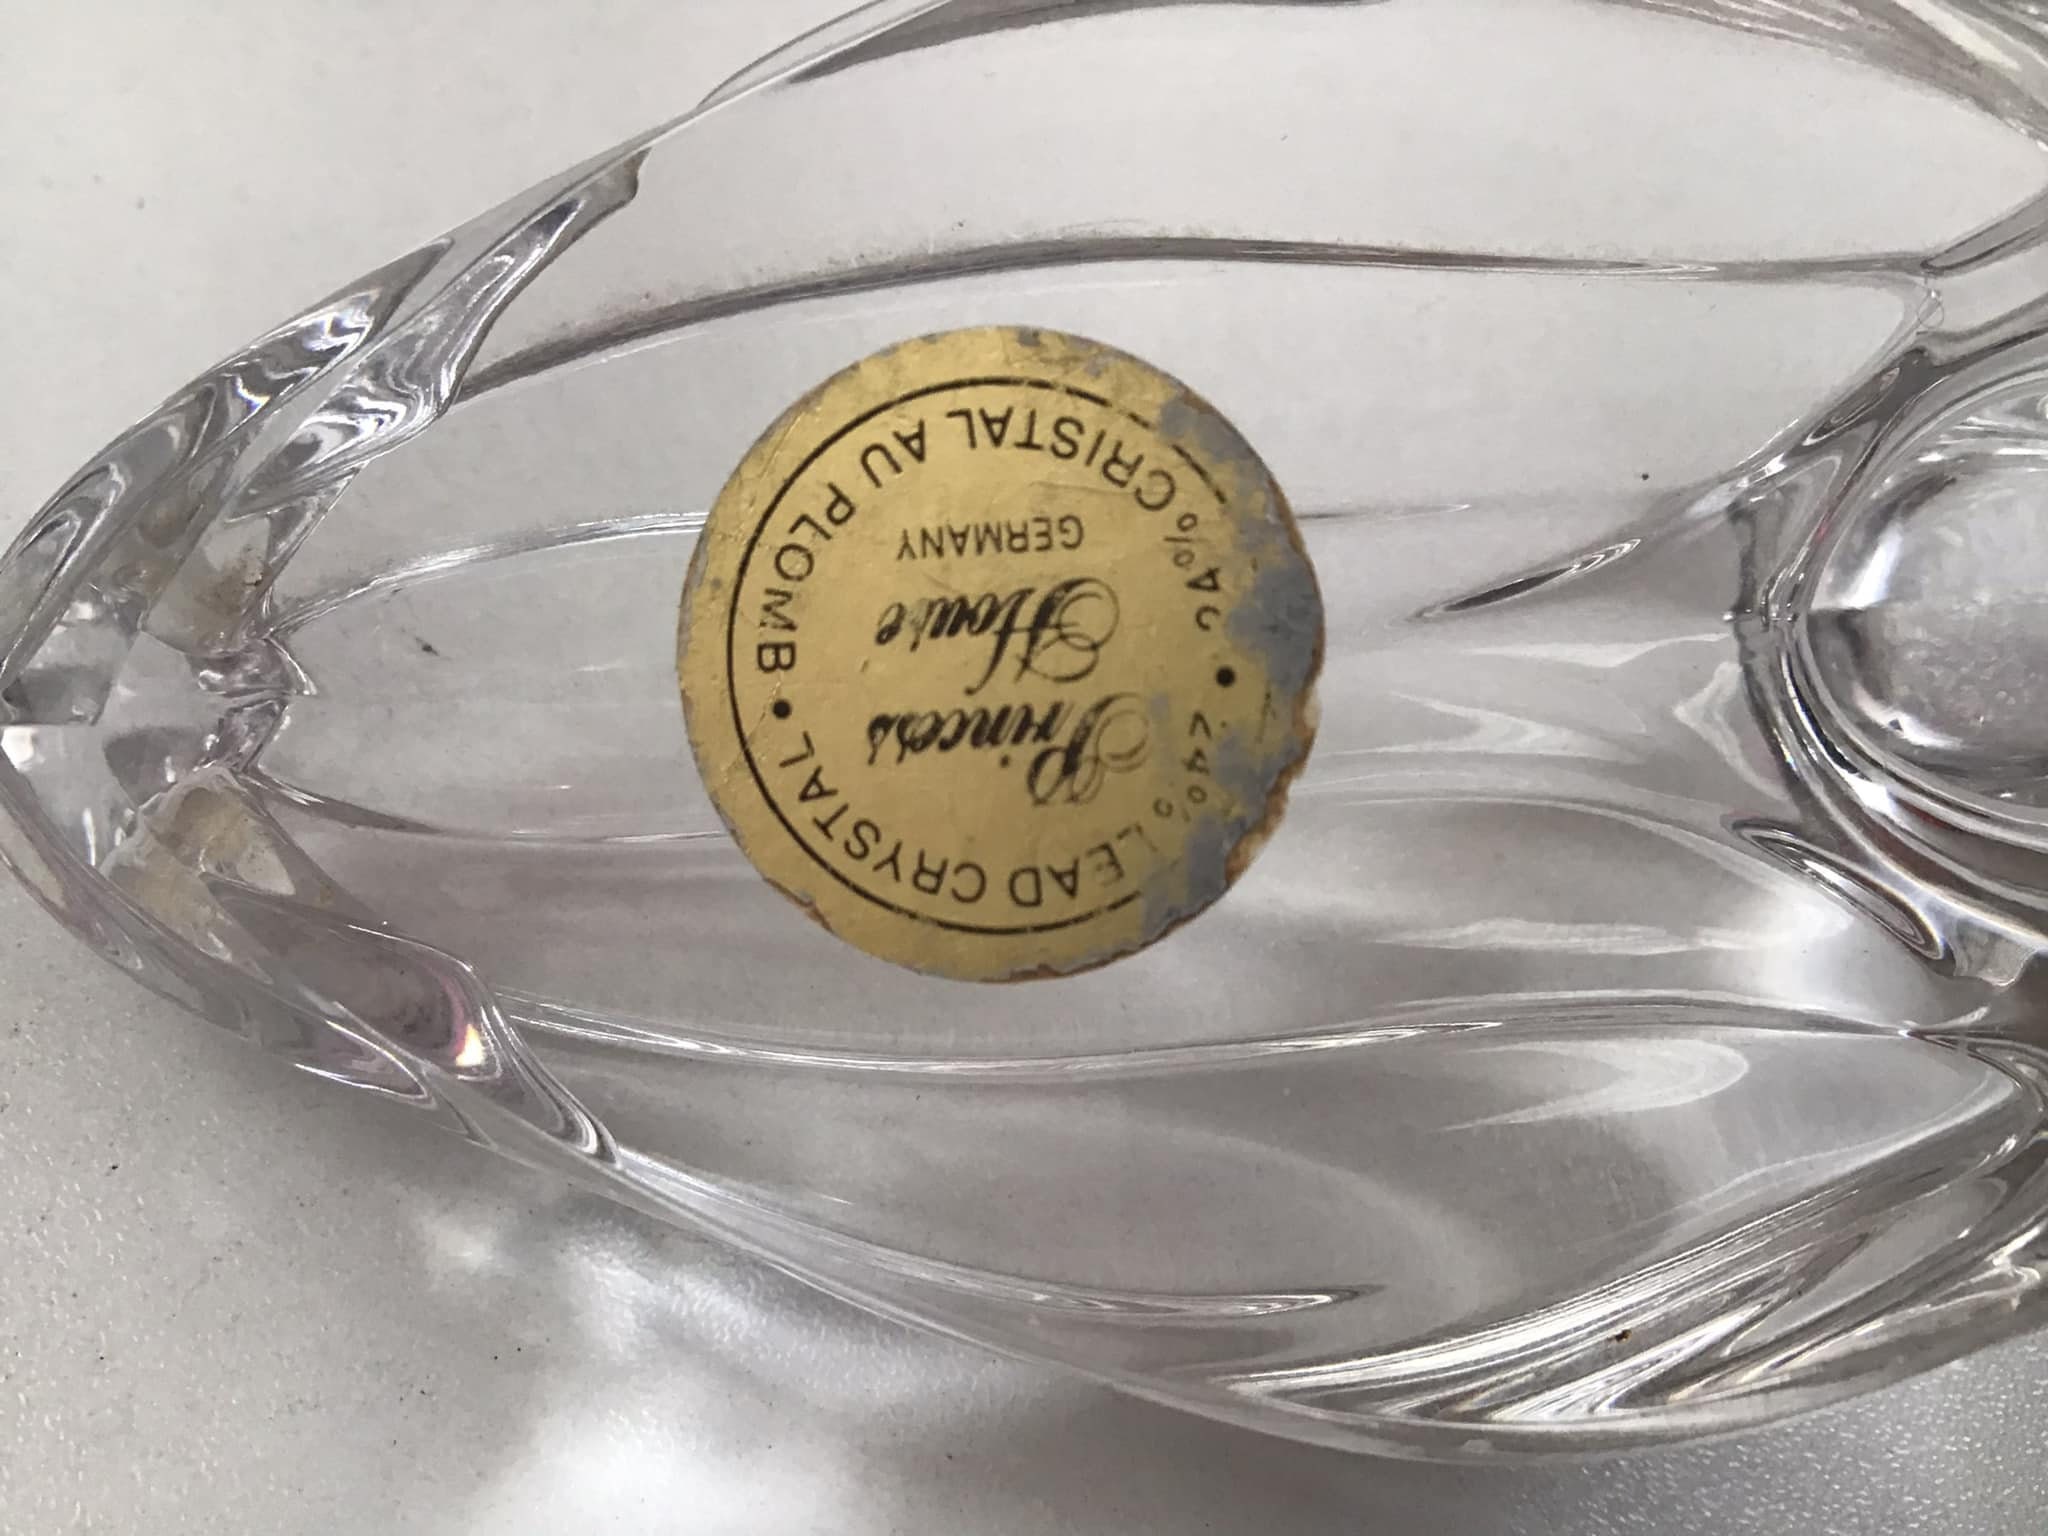 Princess
House
GERMANY
24% LEAD CRYSTAL • 24% CRISTAL AU PLOMB •